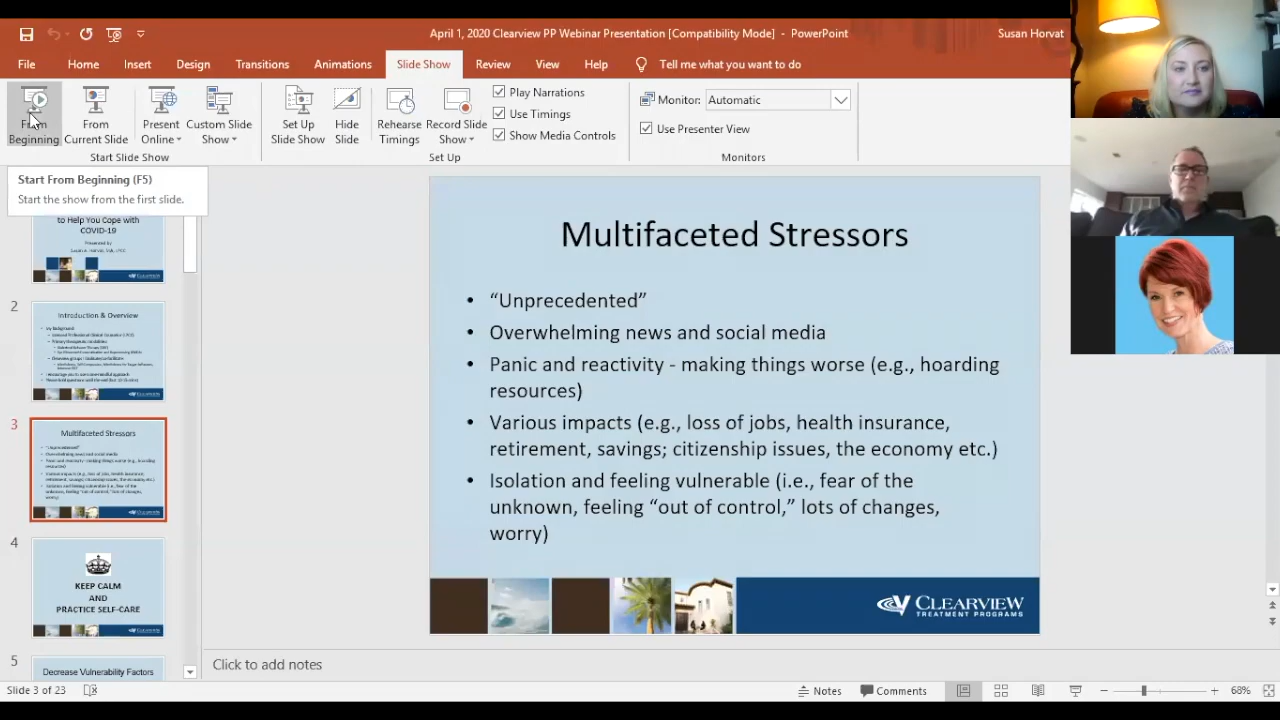 April 1, 2020 Clearview PP Webinar Presentation [Compatibility Mode] - PowerPoint
Susan Horvat
File Home Insert Design Transitions Animations Slide Show Review View Help Tell me what you want to do
From Beginning
From Current Slide
Present Online
Custom Slide Show
Start Slide Show
Set Up Slide Show
Hide Slide
Rehearse Timings
Record Slide Show
Play Narrations
Use Timings
Show Media Controls
Set Up
Monitor: Automatic
Use Presenter View
Monitors
Start From Beginning (F5)
Start the show from the first slide.
to Help You Cope with
COVID-19
Presented by
2
Introduction & Overview
3
Multifaceted Stressors
4
KEEP CALM
AND
PRACTICE SELF-CARE
5
Decrease Vulnerability Factors
Multifaceted Stressors
• “Unprecedented”
• Overwhelming news and social media
• Panic and reactivity - making things worse (e.g., hoarding
resources)
• Various impacts (e.g., loss of jobs, health insurance,
retirement, savings; citizenship issues, the economy etc.)
• Isolation and feeling vulnerable (i.e., fear of the
unknown, feeling “out of control,” lots of changes,
worry)
CLEARVIEW
TREATMENT PROGRAMS
Click to add notes
Slide 3 of 23
Notes Comments 68%